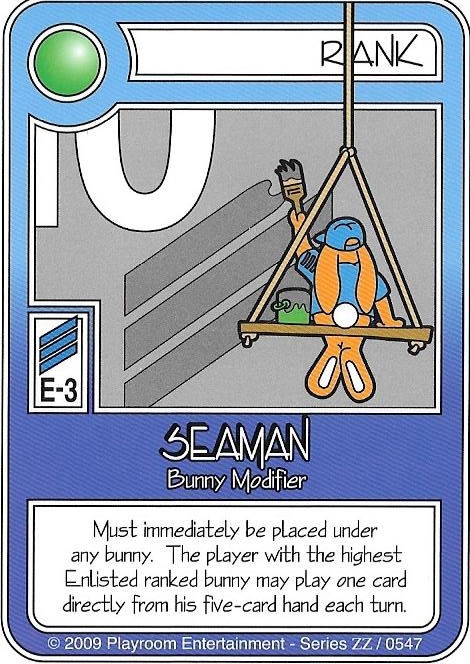 RANK
10
E-3
SEAMAN
Bunny Modifier
Must immediately be placed under
any bunny. The player with the highest
Enlisted ranked bunny may play one card
directly from his five-card hand each turn.
© 2009 Playroom Entertainment - Series ZZ / 0547